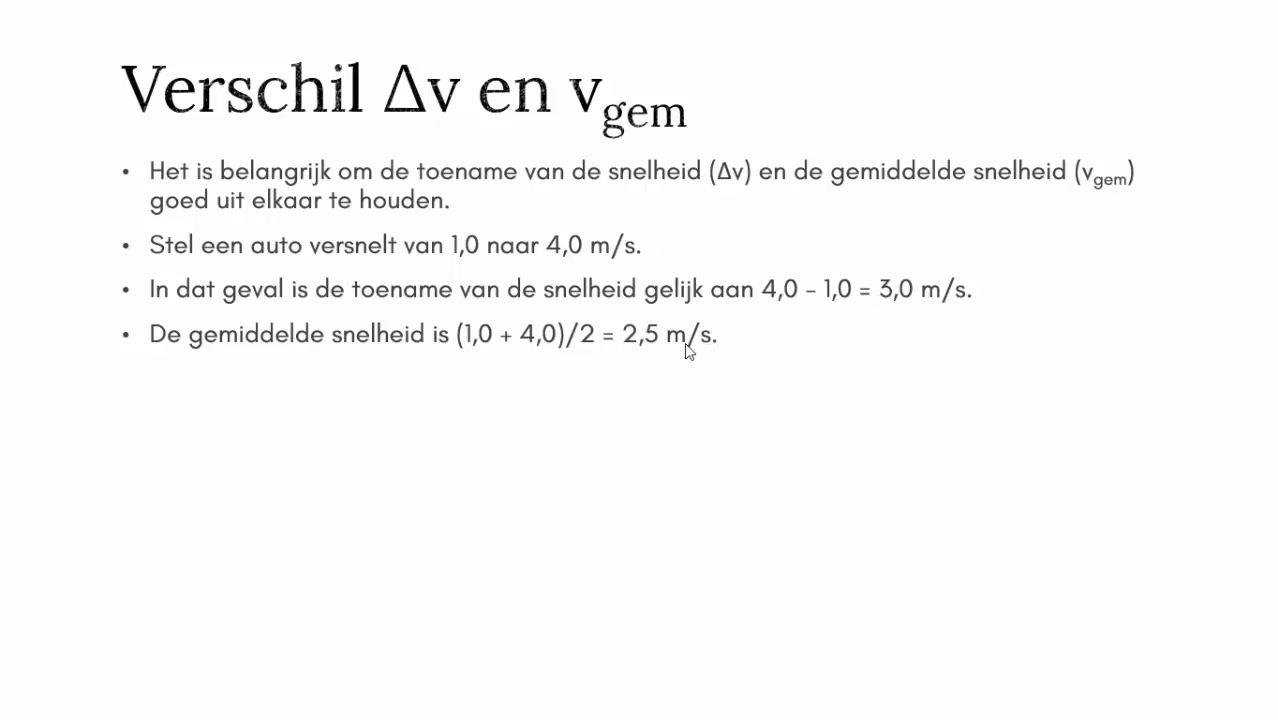 Verschil Δv en vgem
• Het is belangrijk om de toename van de snelheid (Δv) en de gemiddelde snelheid (vgem)
goed uit elkaar te houden.
• Stel een auto versnelt van 1,0 naar 4,0 m/s.
• In dat geval is de toename van de snelheid gelijk aan 4,0 – 1,0 = 3,0 m/s.
• De gemiddelde snelheid is (1,0 + 4,0)/2 = 2,5 m/s.